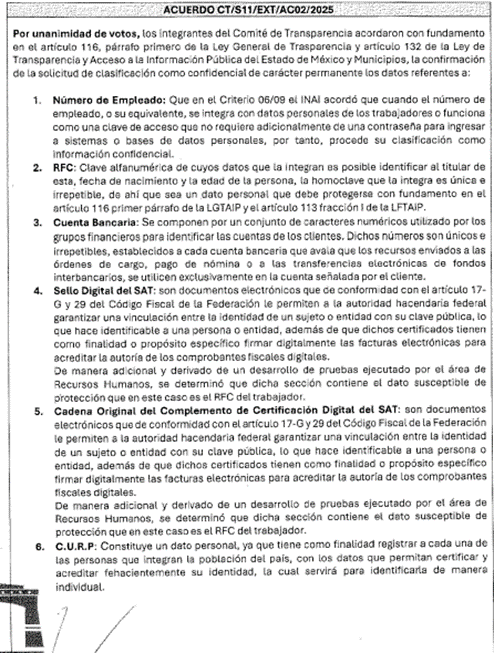 ACUERDO CT/S11/EXT/AC02/2025
Por unanimidad de votos, los integrantes del Comité de Transparencia acordaron con fundamento
en el artículo 116, párrafo primero de la Ley General de Trasparencia y artículo 132 de la Ley de
Transparencia y Acceso a la Información Pública del Estado de México y Municipios, la confirmación
de la solicitud de clasificación como confidencial de carácter permanente los datos referentes a:
1. Número de Empleado: Que en el Criterio 06/09 el INAI acordó que cuando el número de
empleado, o su equivalente, se integra con datos personales de los trabajadores o funciona
como una clave de acceso que no requiere adicionalmente de una contraseña para ingresar
a sistemas o bases de datos personales, por tanto, procede su clasificación como
información confidencial.
2. RFC: Clave alfanumérica de cuyos datos que la integran es posible identificar al titular de
esta, fecha de nacimiento y la edad de la persona, la homoclave que la integra es única e
irrepetible, de ahí que sea un dato personal que debe protegerse con fundamento en el
artículo 116 primer párrafo de la LGTAIP y el artículo 113 fracción I de la LFTAIP.
3. Cuenta Bancaria: Se componen por un conjunto de caracteres numéricos utilizado por los
grupos financieros para identificar las cuentas de los clientes. Dichos números son únicos e
irrepetibles, establecidos a cada cuenta bancaria que avala que los recursos enviados a las
órdenes de cargo, pago de nómina o a las transferencias electrónicas de fondos
interbancarios, se utilicen exclusivamente en la cuenta señalada por el cliente.
4. Sello Digital del SAT: son documentos electrónicos que de conformidad con el artículo 17-
G y 29 del Código Fiscal de la Federación le permiten a la autoridad hacendaria federal
garantizar una vinculación entre la identidad de un sujeto o entidad con su clave pública, lo
que hace identificable a una persona o entidad, además de que dichos certificados tienen
como finalidad o propósito específico firmar digitalmente las facturas electrónicas para
acreditar la autoría de los comprobantes fiscales digitales.
De manera adicional y derivado de un desarrollo de pruebas ejecutado por el área de
Recursos Humanos, se determinó que dicha sección contiene el dato susceptible de
protección que en este caso es el RFC del trabajador.
5. Cadena Original del Complemento de Certificación Digital del SAT: son documentos
electrónicos que de conformidad con el artículo 17-G y 29 del Código Fiscal de la Federación
le permiten a la autoridad hacendaria federal garantizar una vinculación entre la identidad
de un sujeto o entidad con su clave pública, lo que hace identificable a una persona o
entidad, además de que dichos certificados tienen como finalidad o propósito específico
firmar digitalmente las facturas electrónicas para acreditar la autoría de los comprobantes
fiscales digitales.
De manera adicional y derivado de un desarrollo de pruebas ejecutado por el área de
Recursos Humanos, se determinó que dicha sección contiene el dato susceptible de
protección que en este caso es el RFC del trabajador.
6. C.U.R.P: Constituye un dato personal, ya que tiene como finalidad registrar a cada una de
las personas que integran la población del país, con los datos que permitan certificar y
acreditar fehacientemente su identidad, la cual servirá para identificarla de manera
individual.